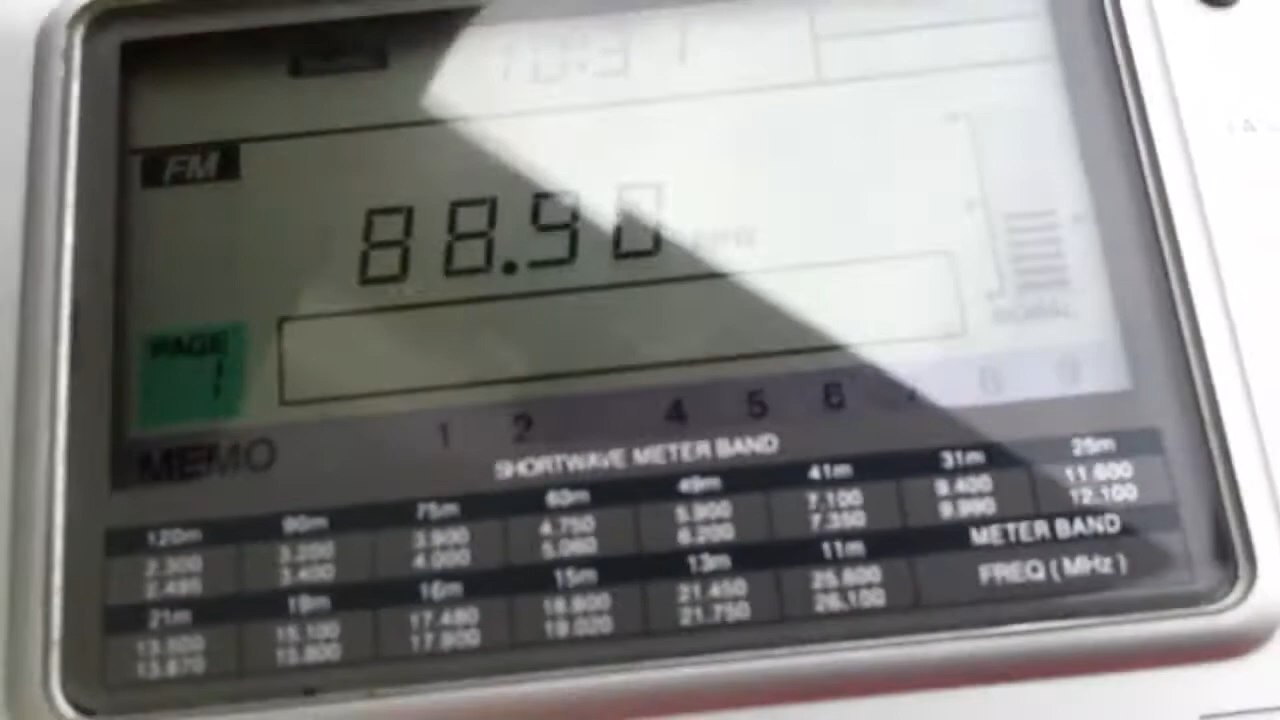 10:37
FM
88.90
PAGE
1
MEMO 1 2 4 5 6
SHORTWAVE METER BAND
120m 90m 75m 60m 49m 41m 31m 25m
2.300 3.200 3.900 4.750 5.900 7.100 9.400 11.600
2.495 3.400 4.000 5.060 6.200 7.350 9.990 12.100
METER BAND
21m 19m 16m 15m 13m 11m
FREQ ( MHz )
13.500 15.100 17.480 18.900 21.450 25.600
13.870 15.800 17.900 19.020 21.750 26.100